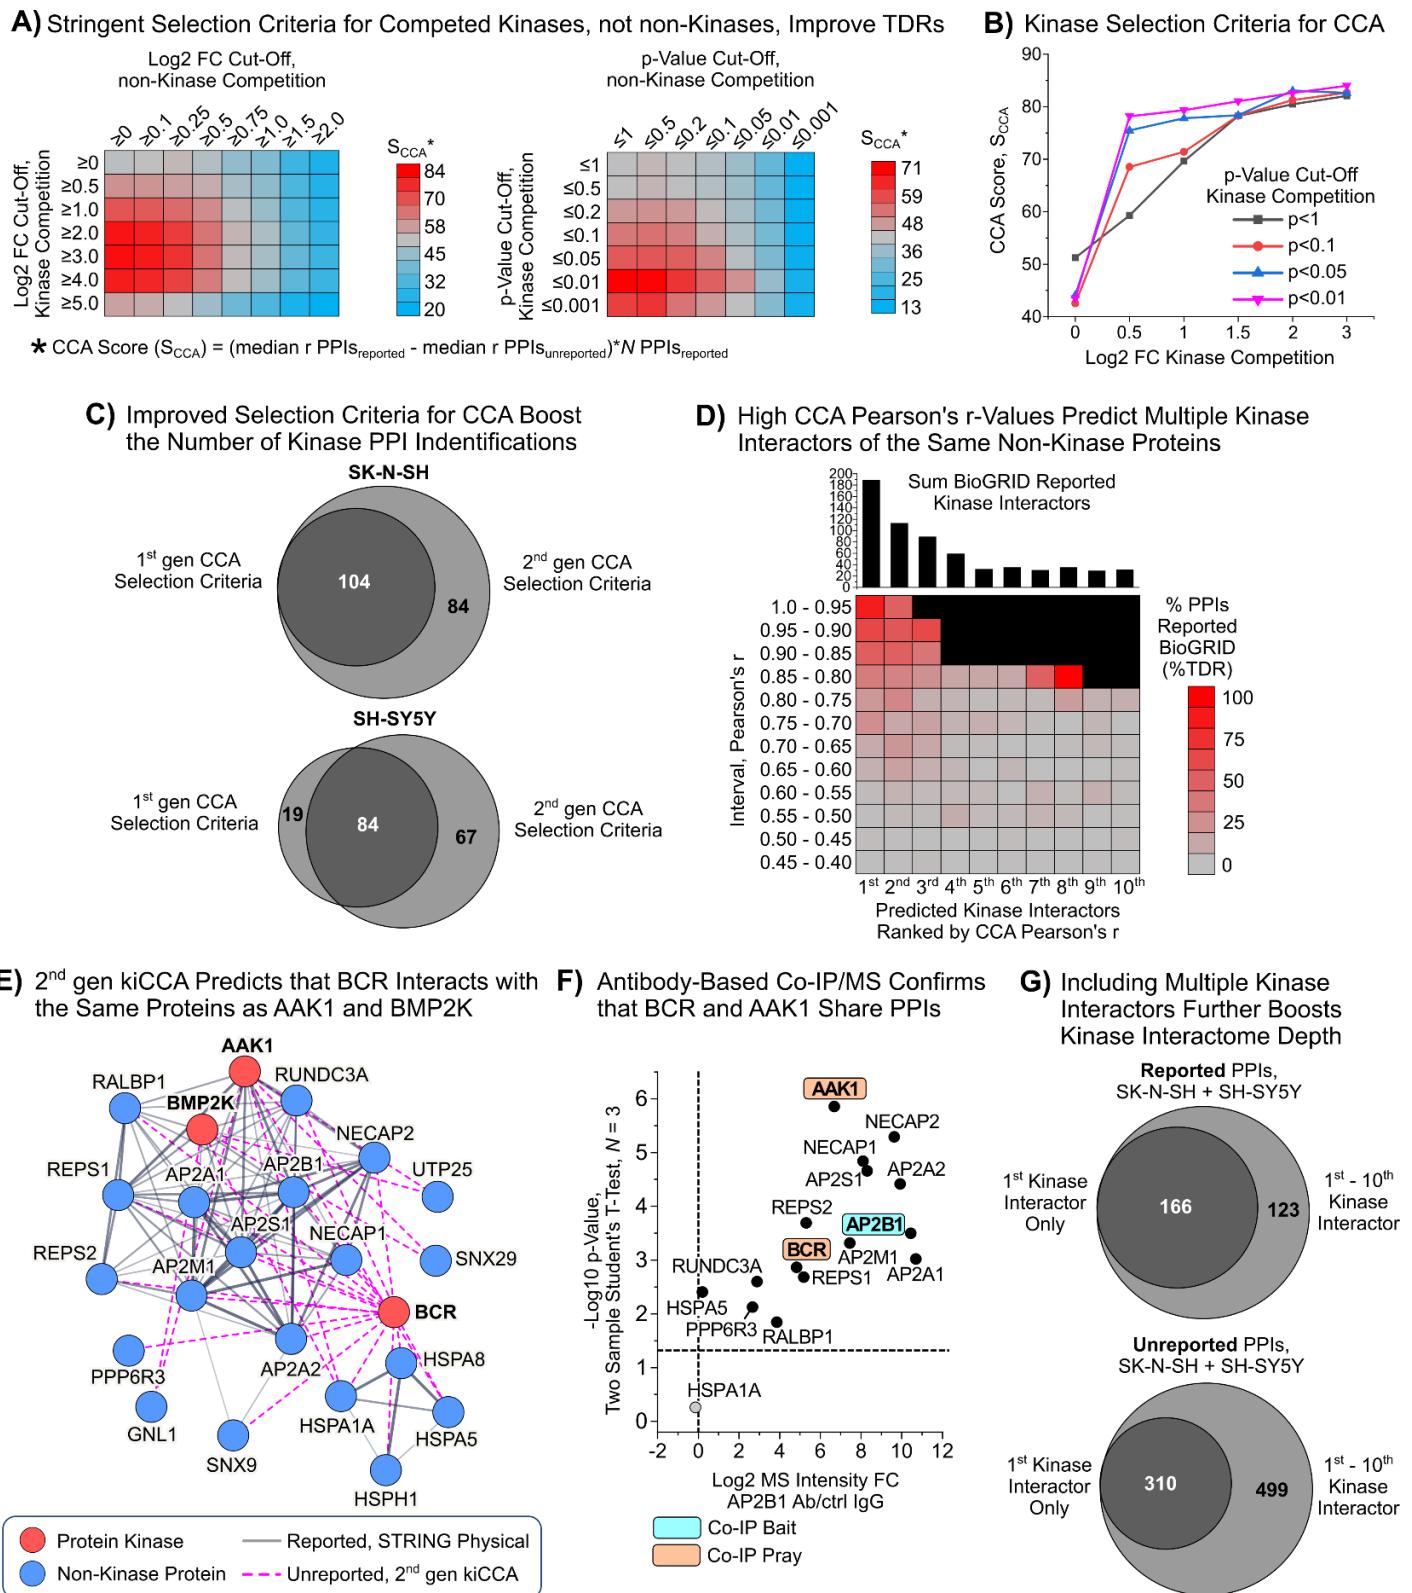 A) Stringent Selection Criteria for Competed Kinases, not non-Kinases, Improve TDRs
Log2 FC Cut-Off,
non-Kinase Competition
≥0 ≥0.1 ≥0.25 ≥0.5 ≥0.75 ≥1.0 ≥1.5 ≥2.0
Log2 FC Cut-Off,
Kinase Competition
≥0
≥0.5
≥1.0
≥2.0
≥3.0
≥4.0
≥5.0
SCCA*
84
70
58
45
32
20
p-Value Cut-Off,
non-Kinase Competition
≤1 ≤0.5 ≤0.2 ≤0.1 ≤0.05 ≤0.01 ≤0.001
p-Value Cut-Off,
Kinase Competition
≤1
≤0.5
≤0.2
≤0.1
≤0.05
≤0.01
≤0.001
SCCA*
71
59
48
36
25
13
* CCA Score (SCCA) = (median r PPIsreported - median r PPIsunreported)*N PPIsreported
B) Kinase Selection Criteria for CCA
CCA Score, SCCA
90
80
70
60
50
40
p-Value Cut-Off
Kinase Competition
p<1
p<0.1
p<0.05
p<0.01
0 0.5 1 1.5 2 3
Log2 FC Kinase Competition
C) Improved Selection Criteria for CCA Boost
the Number of Kinase PPI Indentifications
SK-N-SH
1st gen CCA
Selection Criteria
104
84
2nd gen CCA
Selection Criteria
SH-SY5Y
1st gen CCA
Selection Criteria
19
84
67
2nd gen CCA
Selection Criteria
D) High CCA Pearson's r-Values Predict Multiple Kinase
Interactors of the Same Non-Kinase Proteins
Sum BioGRID Reported
Kinase Interactors
200
180
160
140
120
100
80
60
40
20
0
Interval, Pearson's r
1.0 - 0.95
0.95 - 0.90
0.90 - 0.85
0.85 - 0.80
0.80 - 0.75
0.75 - 0.70
0.70 - 0.65
0.65 - 0.60
0.60 - 0.55
0.55 - 0.50
0.50 - 0.45
0.45 - 0.40
1st 2nd 3rd 4th 5th 6th 7th 8th 9th 10th
Predicted Kinase Interactors
Ranked by CCA Pearson's r
% PPIs
Reported
BioGRID
(%TDR)
100
75
50
25
0
E) 2nd gen kiCCA Predicts that BCR Interacts with
the Same Proteins as AAK1 and BMP2K
AAK1
RALBP1
RUNDC3A
BMP2K
NECAP2
REPS1
AP2A1
AP2B1
UTP25
AP2S1
NECAP1
REPS2
AP2M1
SNX29
BCR
PPP6R3
AP2A2
HSPA8
GNL1
HSPA1A
HSPA5
SNX9
HSPH1
Protein Kinase
Reported, STRING Physical
Non-Kinase Protein
Unreported, 2nd gen kiCCA
F) Antibody-Based Co-IP/MS Confirms
that BCR and AAK1 Share PPIs
-Log10 p-Value,
Two Sample Student's T-Test, N = 3
6
5
4
3
2
1
0
AAK1
NECAP2
NECAP1
AP2S1
AP2A2
REPS2
AP2B1
BCR
AP2M1
RUNDC3A
REPS1
AP2A1
HSPA5
PPP6R3
RALBP1
HSPA1A
-2 0 2 4 6 8 10 12
Log2 MS Intensity FC
AP2B1 Ab/ctrl IgG
Co-IP Bait
Co-IP Pray
G) Including Multiple Kinase
Interactors Further Boosts
Kinase Interactome Depth
Reported PPIs,
SK-N-SH + SH-SY5Y
1st Kinase
Interactor
Only
166
123
1st - 10th
Kinase
Interactor
Unreported PPIs,
SK-N-SH + SH-SY5Y
1st Kinase
Interactor
Only
310
499
1st - 10th
Kinase
Interactor